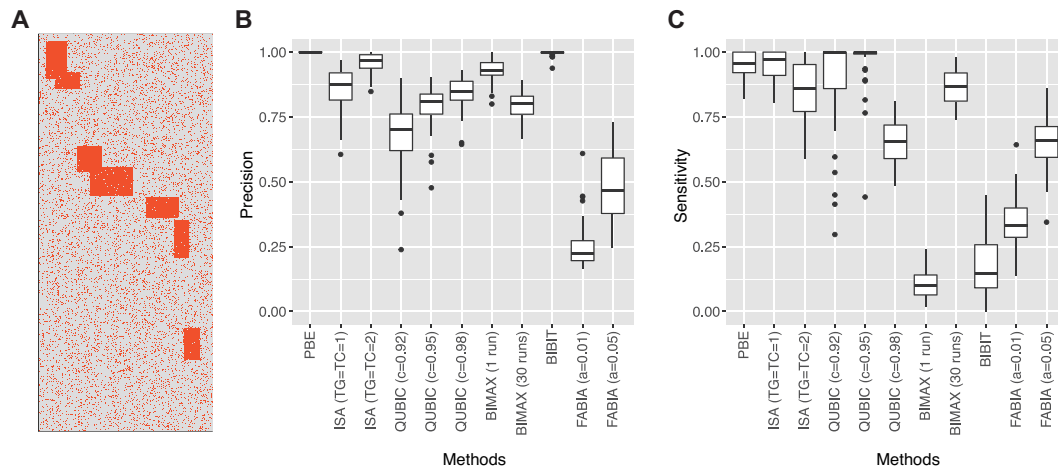 A
B
Precision
1.00
0.75
0.50
0.25
0.00
PBE
ISA (TG=TC=1)
ISA (TG=TC=2)
QUBIC (c=0.92)
QUBIC (c=0.95)
QUBIC (c=0.98)
BIMAX (1 run)
BIMAX (30 runs)
BIBIT
FABIA (a=0.01)
FABIA (a=0.05)
Methods
C
Sensitivity
1.00
0.75
0.50
0.25
0.00
PBE
ISA (TG=TC=1)
ISA (TG=TC=2)
QUBIC (c=0.92)
QUBIC (c=0.95)
QUBIC (c=0.98)
BIMAX (1 run)
BIMAX (30 runs)
BIBIT
FABIA (a=0.01)
FABIA (a=0.05)
Methods